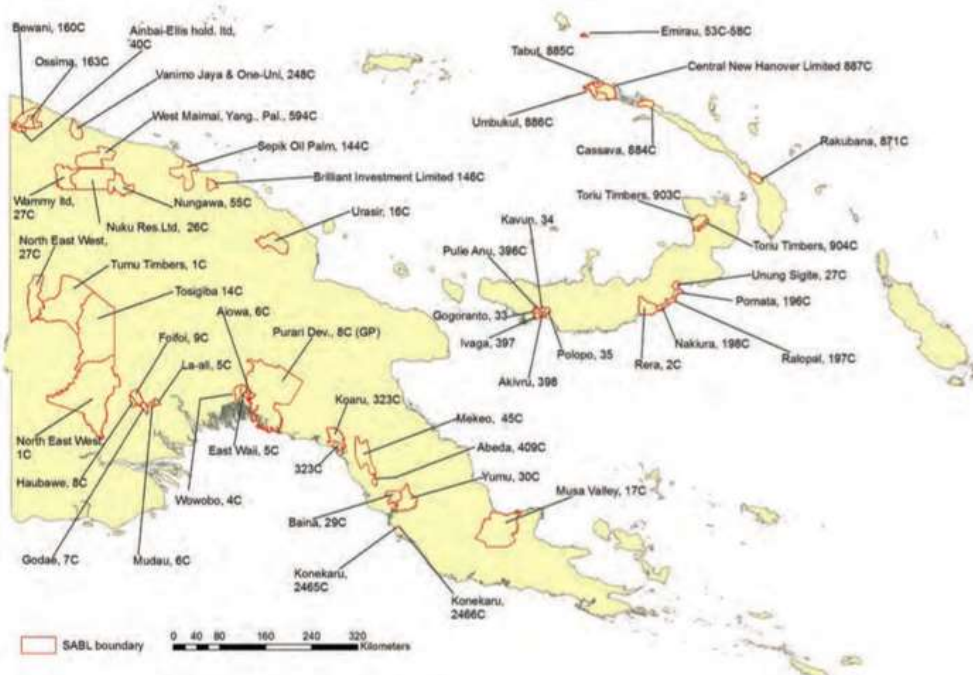 Bewani, 160C
Ainbai-Ellis hold. ltd,
40C
Ossima, 163C
Vanimo Jaya & One-Uni, 248C
West Maimai, Yang., Pal., 594C
Sepik Oil Palm, 144C
Brilliant Investment Limited 146C
Wammy ltd,
27C
Nungawa, 55C
Nuku Res.Ltd, 26C
Urasir, 16C
North East West,
27C
Tumu Timbers, 1C
Tosigiba 14C
Aiowa, 6C
Foifoi, 9C
Purari Dev., 8C (GP)
La-ali, 5C
Koaru, 323C
Mekeo, 45C
North East West,
1C
East Waii, 5C
323C
Abeda, 409C
Haubawe, 8C
Wowobo, 4C
Yumu, 30C
Musa Valley, 17C
Baina, 29C
Godae, 7C
Mudau, 6C
Konekaru,
2465C
Konekaru,
2466C
Emirau, 53C-58C
Tabut, 885C
Central New Hanover Limited 887C
Umbukul, 886C
Cassava, 884C
Rakubana, 871C
Toriu Timbers, 903C
Kavun, 34
Toriu Timbers, 904C
Pulie Anu, 396C
Unung Sigite, 27C
Gogoranto, 33
Pomata, 196C
Ivaga, 397
Polopo, 35
Nakiura, 198C
Rera, 2C
Ralopal, 197C
Akivru, 398
SABL boundary
0 40 80 160 240 320
Kilometers